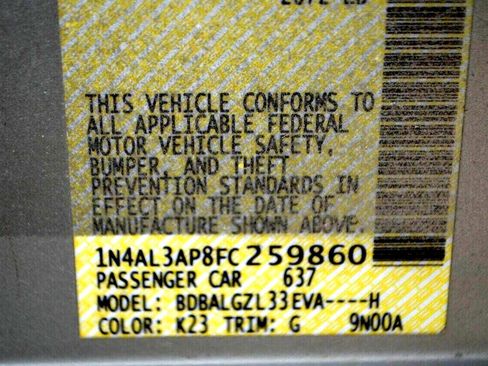 THIS VEHICLE CONFORMS TO
ALL APPLICABLE FEDERAL
MOTOR VEHICLE SAFETY,
BUMPER, AND THEFT
PREVENTION STANDARDS IN
EFFECT ON THE DATE OF
MANUFACTURE SHOWN ABOVE.
1N4AL3AP8FC259860
PASSENGER CAR 637
MODEL: BDBALGZL33EVA----H
COLOR: K23 TRIM: G 9N00A